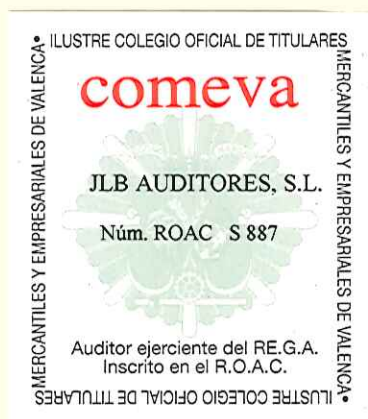 • ILUSTRE COLEGIO OFICIAL DE TITULARES
MERCANTILES Y EMPRESARIALES DE VALENCA•
comeva
JLB AUDITORES, S.L.
Núm. ROAC S 887
Auditor ejerciente del RE.G.A.
Inscrito en el R.O.A.C.
ILUSTRE COLEGIO OFICIAL DE TITULARES
MERCANTILES Y EMPRESARIALES DE VALENCA•